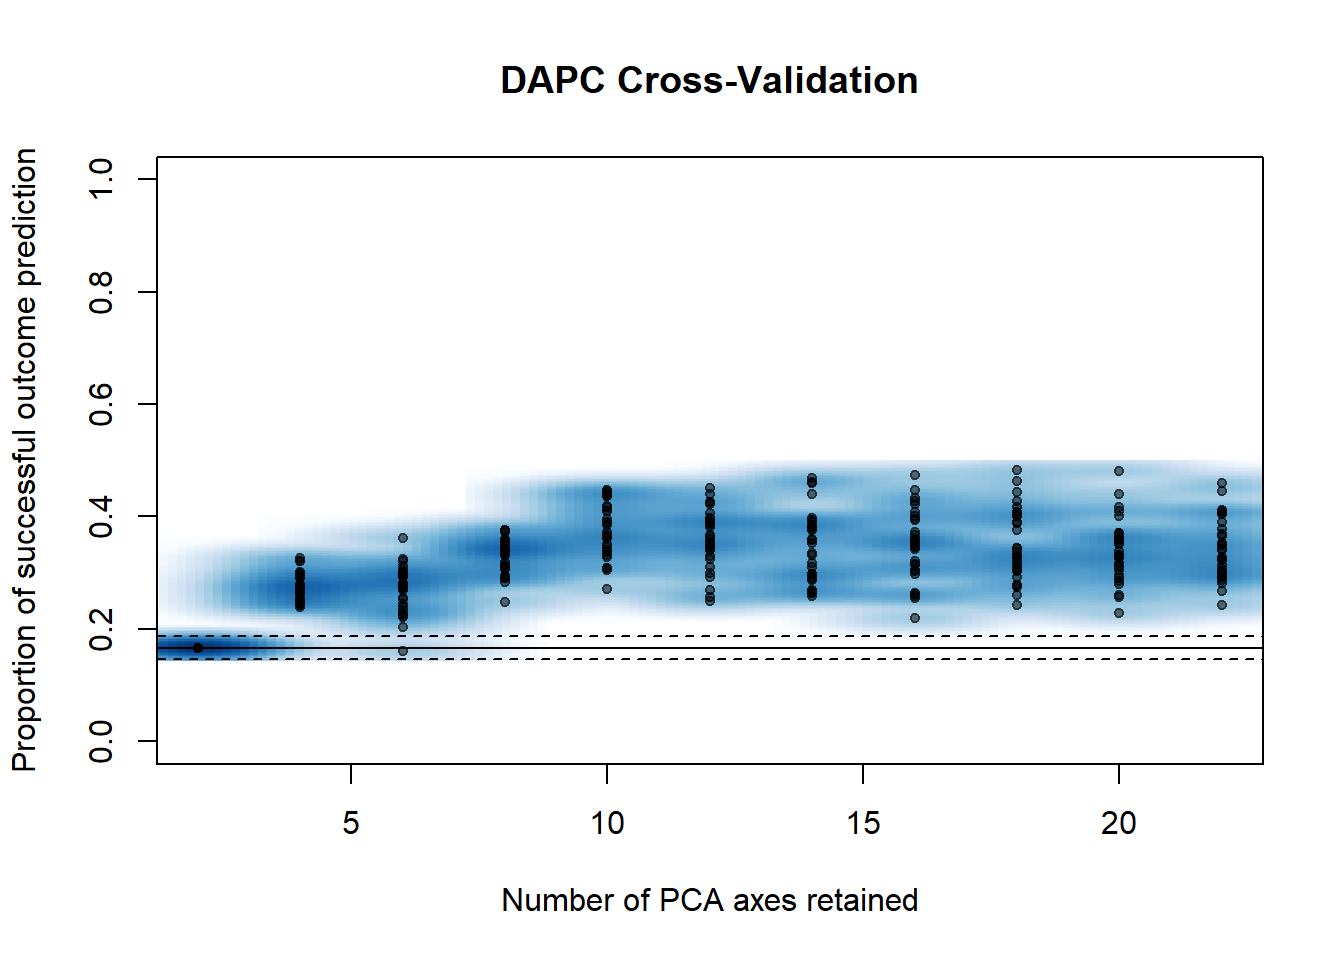 DAPC Cross-Validation
Proportion of successful outcome prediction
1.0
0.8
0.6
0.4
0.2
0.0
5 10 15 20
Number of PCA axes retained